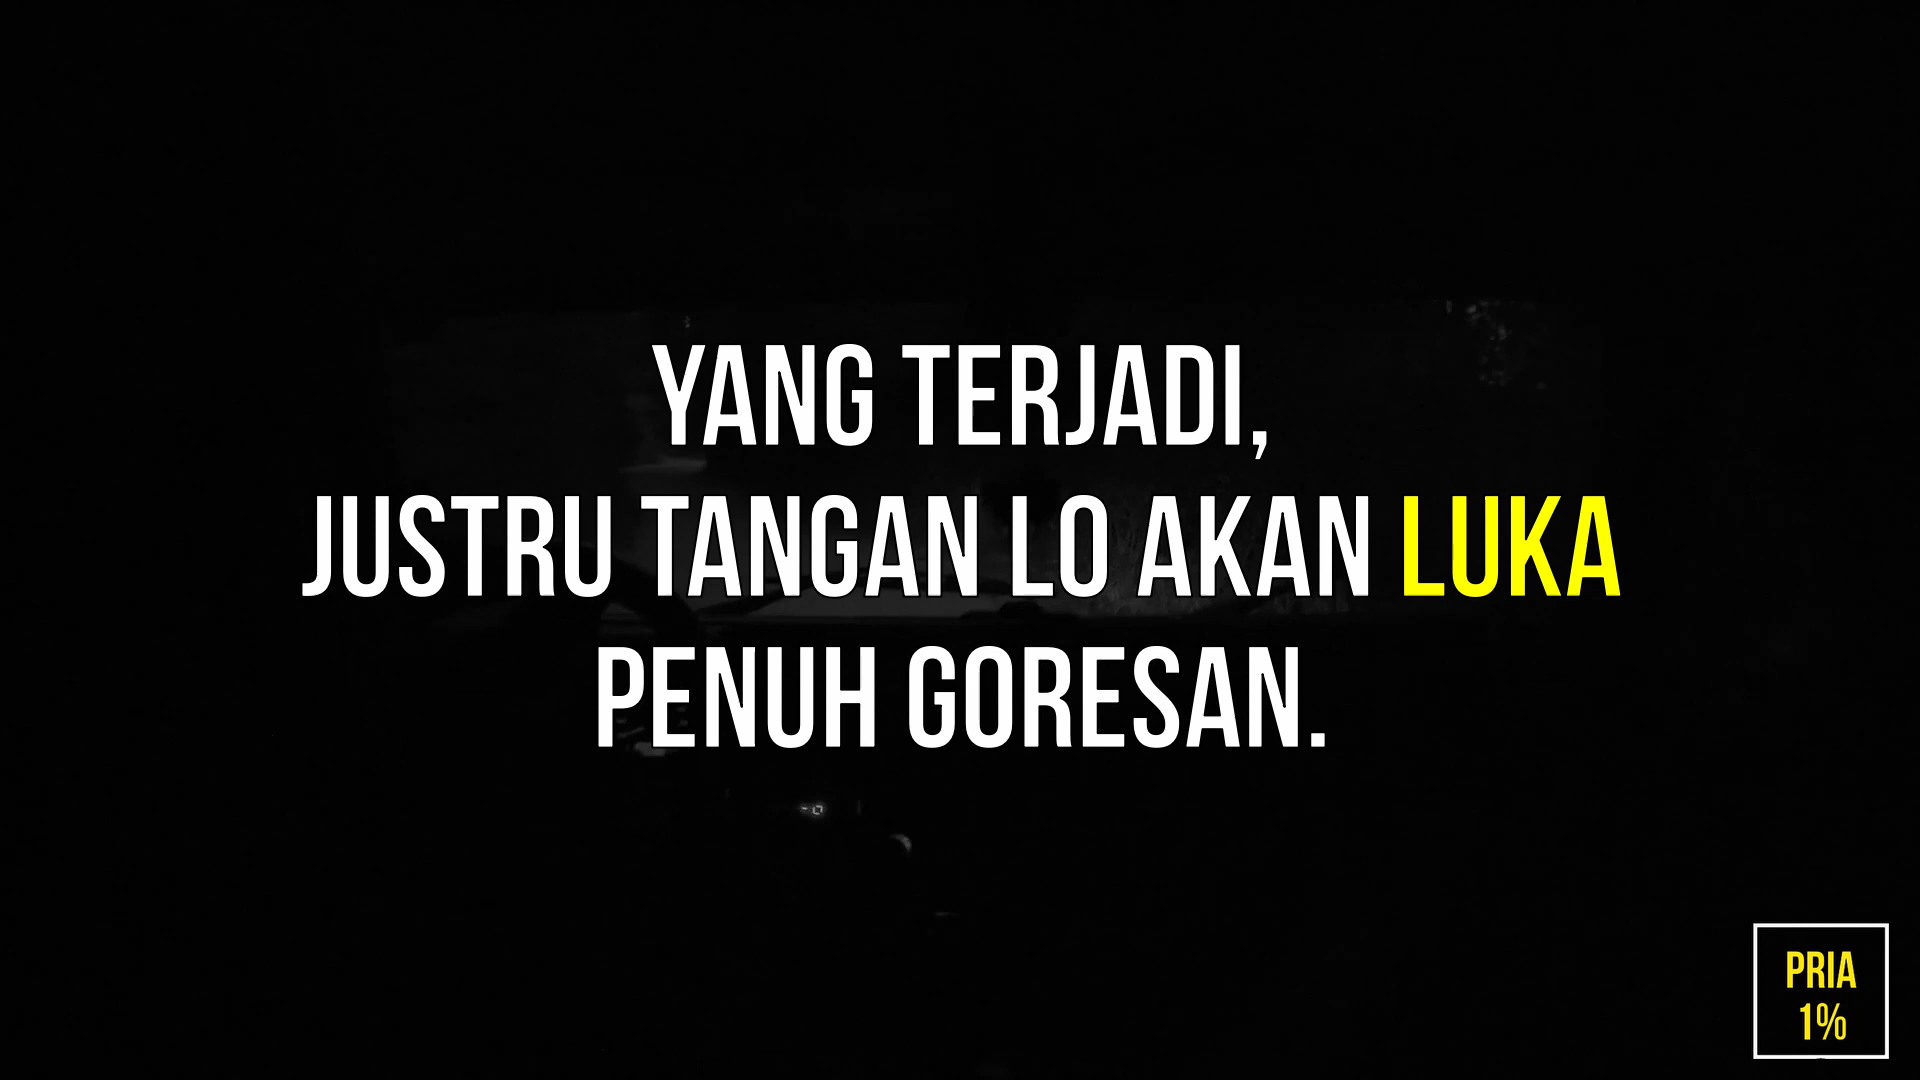 YANG TERJADI,
JUSTRU TANGAN LO AKAN LUKA
PENUH GORESAN.
PRIA
1%